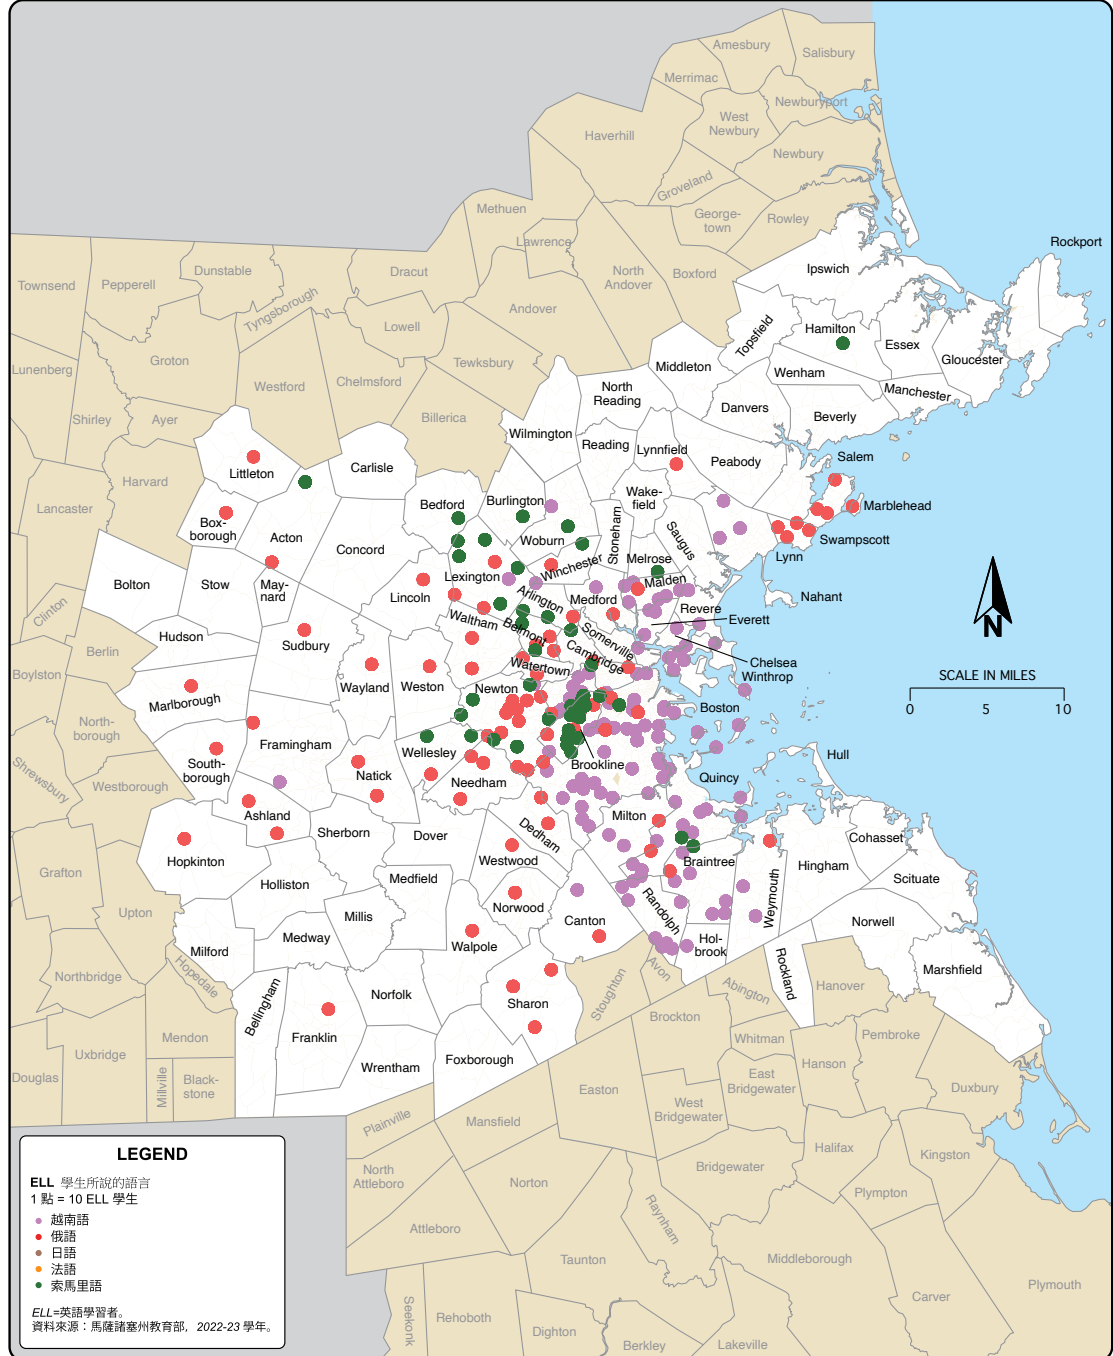 Amesbury
Salisbury
Merrimac
Newburyport
West
Newbury
Haverhill
Newbury
Groveland
Methuen
George-
town
Rowley
Lawrence
Rockport
Dunstable
Dracut
North
Andover
Boxford
Ipswich
Townsend
Pepperell
Tyngsborough
Andover
Topsfield
Hamilton
Essex
Lowell
Gloucester
Groton
Tewksbury
Middleton
Wenham
Lunenberg
Westford
Chelmsford
North
Reading
Manchester
Shirley
Ayer
Billerica
Danvers
Beverly
Wilmington
Reading
Lynnfield
Salem
Littleton
Carlisle
Peabody
Harvard
Wake-
field
Lancaster
Bedford
Burlington
Marblehead
Box-
borough
Acton
Woburn
Stoneham
Saugus
Swampscott
Concord
Winchester
Melrose
Lynn
Bolton
Stow
May-
nard
Lexington
Malden
Clinton
Lincoln
Arlington
Medford
Nahant
Revere
Everett
Hudson
Waltham
Belmont
Somerville
Berlin
Sudbury
Cambridge
Chelsea
Winthrop
Boylston
Watertown
N
Marlborough
Wayland
Weston
Newton
SCALE IN MILES
0
5
10
North-
borough
Boston
Framingham
Wellesley
Hull
Shrewsbury
Westborough
South-
borough
Natick
Needham
Brookline
Quincy
Ashland
Sherborn
Dover
Dedham
Milton
Cohasset
Hopkinton
Westwood
Braintree
Hingham
Grafton
Holliston
Medfield
Weymouth
Scituate
Upton
Millis
Norwood
Canton
Randolph
Norwell
Milford
Medway
Walpole
Hol-
brook
Northbridge
Hopedale
Rockland
Marshfield
Bellingham
Norfolk
Sharon
Stoughton
Avon
Abington
Hanover
Mendon
Franklin
Brockton
Whitman
Pembroke
Uxbridge
Wrentham
Foxborough
Hanson
Douglas
Millville
Black-
stone
Easton
East
Bridgewater
Duxbury
West
Bridgewater
Plainville
Mansfield
Halifax
Kingston
North
Attleboro
Norton
Bridgewater
Plympton
Attleboro
Raynham
Taunton
Middleborough
Plymouth
Carver
Seekonk
Rehoboth
Dighton
Berkley
Lakeville
LEGEND
ELL 學生所說的語言
1 點 = 10 ELL 學生
越南語
俄語
日語
法語
索馬里語
ELL=英語學習者。
資料來源：馬薩諸塞州教育部，2022-23 學年。